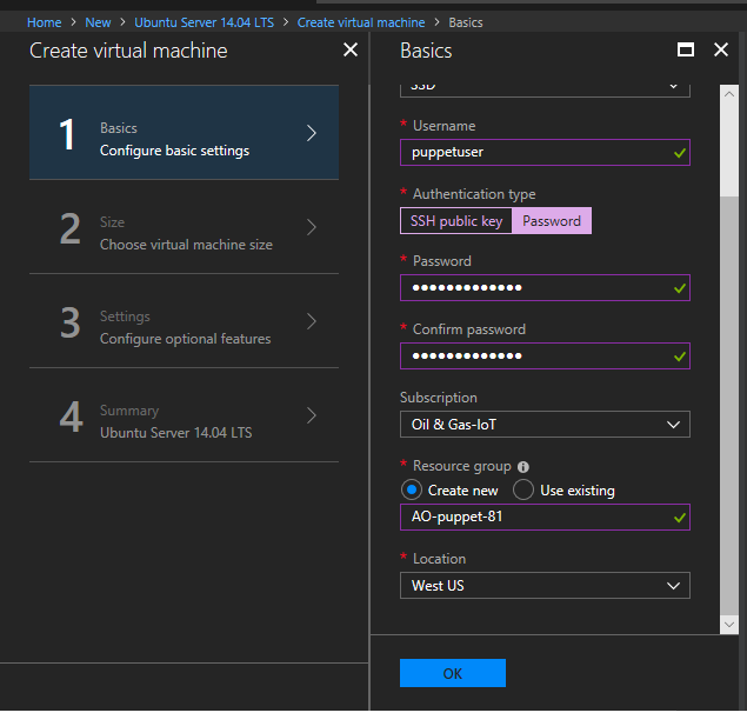 Home > New > Ubuntu Server 14.04 LTS > Create virtual machine > Basics
Create virtual machine
1
Basics
Configure basic settings
2
Size
Choose virtual machine size
3
Settings
Configure optional features
4
Summary
Ubuntu Server 14.04 LTS
Basics
SSD
* Username
puppetuser
* Authentication type
SSH public key Password
* Password
•••••••••••••
* Confirm password
•••••••••••••
Subscription
Oil & Gas-IoT
* Resource group
Create new Use existing
AO-puppet-81
* Location
West US
OK